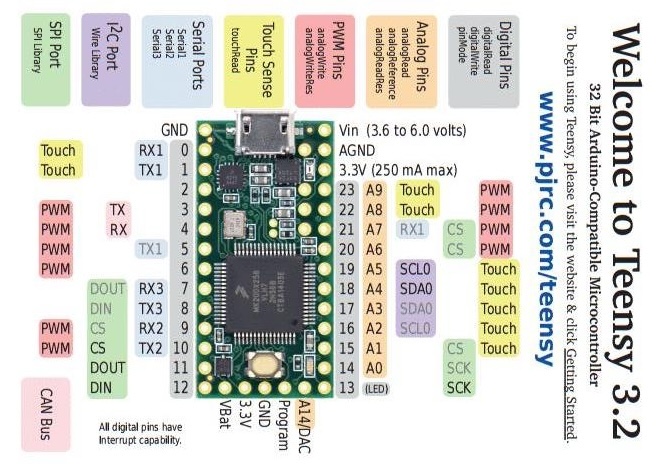 Welcome to Teensy 3.2
32 Bit Arduino-Compatible Microcontroller
To begin using Teensy, please visit the website & click Getting Started.
www.pjrc.com/teensy
SPI Port
SPI Library
I²C Port
Wire Library
Serial Ports
Serial1
Serial2
Serial3
Touch Sense
Pins
touchRead
PWM Pins
analogWrite
analogWriteRes
Analog Pins
analogRead
analogReference
analogReadRes
Digital Pins
digitalRead
digitalWrite
pinMode
GND Vin (3.6 to 6.0 volts)
Touch RX1 0 AGND
Touch TX1 1 3.3V (250 mA max)
2 23 A9 Touch PWM
PWM TX 3 22 A8 Touch PWM
PWM RX 4 21 A7 RX1 CS PWM
PWM TX1 5 20 A6 CS PWM
PWM 6 19 A5 SCL0 Touch
DOUT RX3 7 18 A4 SDA0 Touch
DIN TX3 8 17 A3 SDA0 Touch
PWM CS RX2 9 16 A2 SCL0 Touch
PWM CS TX2 10 15 A1 CS Touch
DOUT 11 14 A0 SCK
DIN 12 13 (LED) SCK
CAN Bus
All digital pins have
Interrupt capability.
VBat
3.3V
GND
Program
A14/DAC